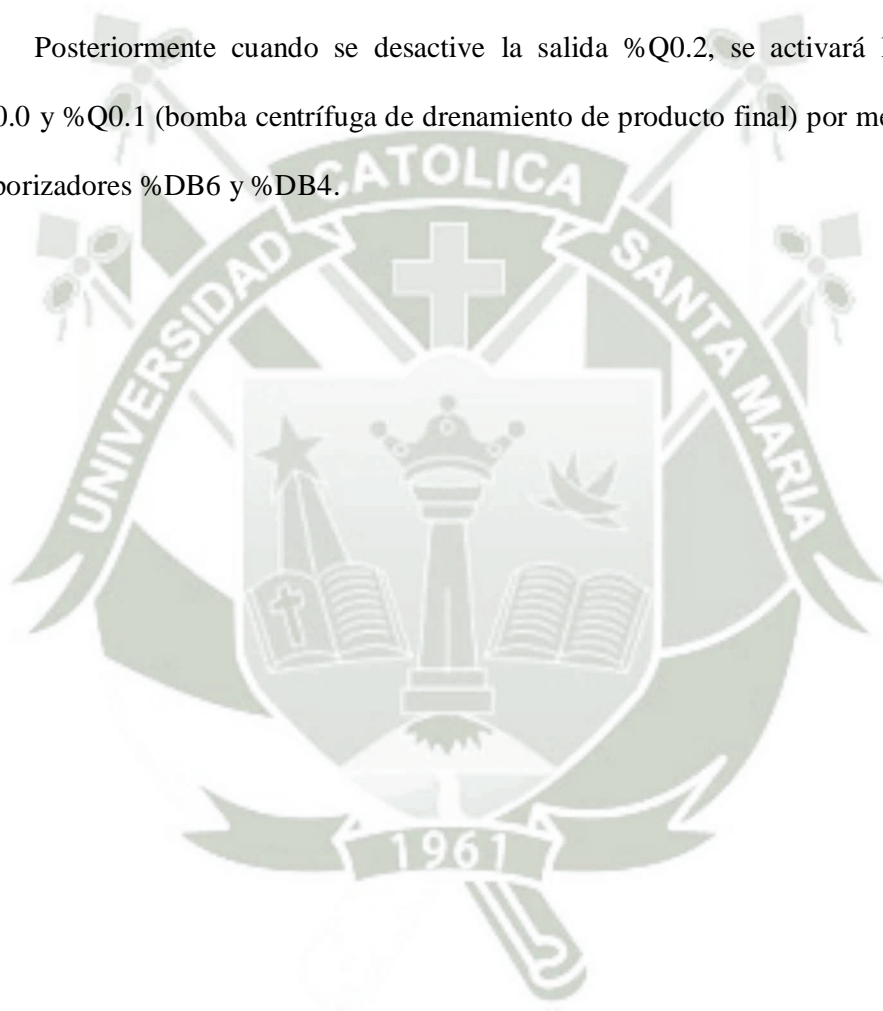 Posteriormente cuando se desactive la salida %Q0.2, se activará
0.0 y %Q0.1 (bomba centrífuga de drenamiento de producto final) por me
porizadores %DB6 y %DB4.
CATOLICA
UNIVERSIDAD
SANTA MARIA
1961